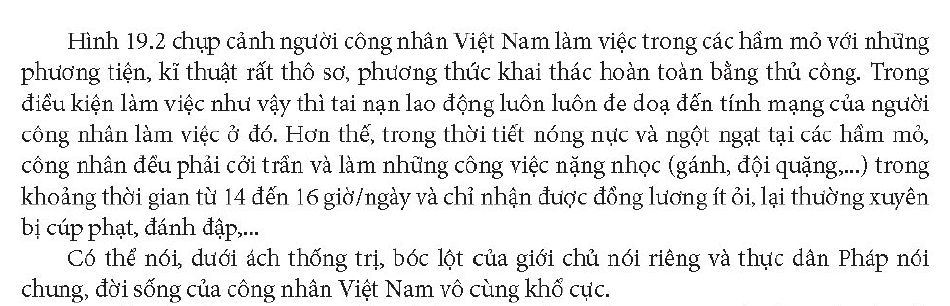 Hình 19.2 chụp cảnh người công nhân Việt Nam làm việc trong các hầm mỏ với những
phương tiện, kĩ thuật rất thô sơ, phương thức khai thác hoàn toàn bằng thủ công. Trong
điều kiện làm việc như vậy thì tai nạn lao động luôn luôn đe doạ đến tính mạng của người
công nhân làm việc ở đó. Hơn thế, trong thời tiết nóng nực và ngột ngạt tại các hầm mỏ,
công nhân đều phải cởi trần và làm những công việc nặng nhọc (gánh, đội quặng,...) trong
khoảng thời gian từ 14 đến 16 giờ/ngày và chỉ nhận được đồng lương ít ỏi, lại thường xuyên
bị cúp phạt, đánh đập,...
Có thể nói, dưới ách thống trị, bóc lột của giới chủ nói riêng và thực dân Pháp nói
chung, đời sống của công nhân Việt Nam vô cùng khổ cực.